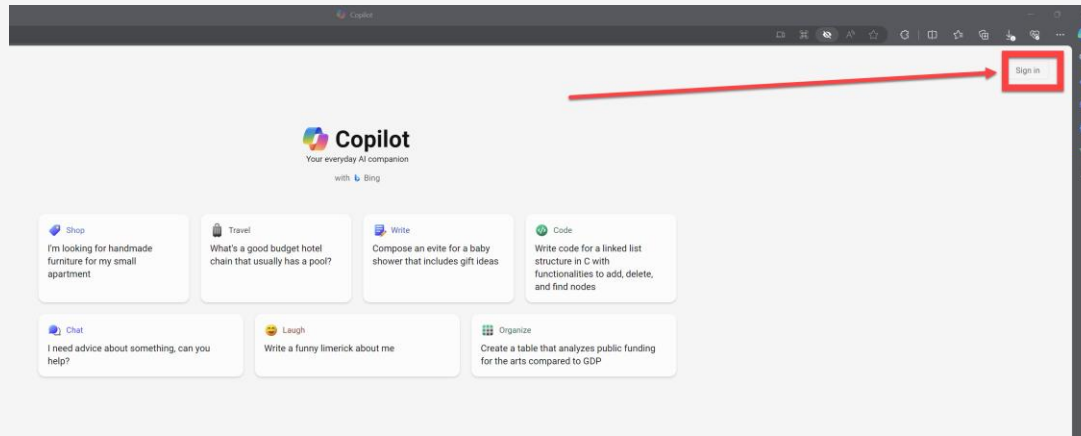 Copilot
Sign in
Copilot
Your everyday AI companion
with Bing
Shop
I'm looking for handmade
furniture for my small
apartment
Travel
What's a good budget hotel
chain that usually has a pool?
Write
Compose an evite for a baby
shower that includes gift ideas
Code
Write code for a linked list
structure in C with
functionalities to add, delete,
and find nodes
Chat
I need advice about something, can you
help?
Laugh
Write a funny limerick about me
Organize
Create a table that analyzes public funding
for the arts compared to GDP